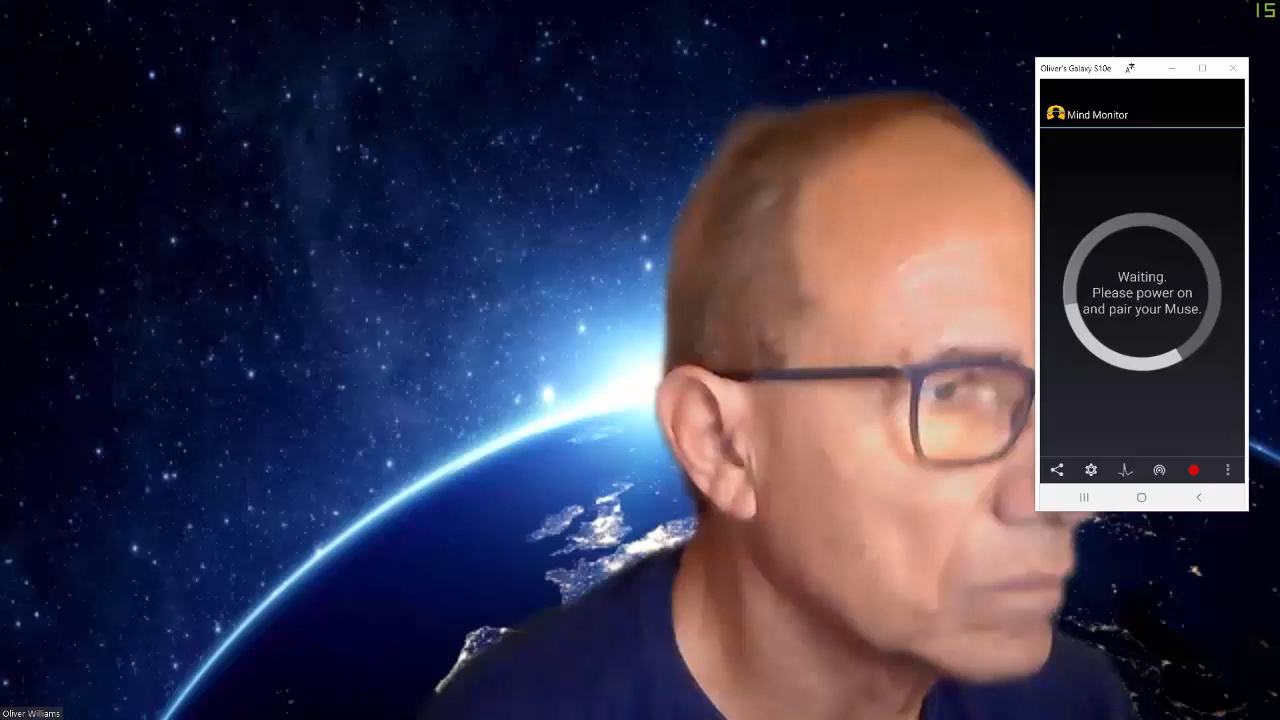 15
Oliver's Galaxy S10e
Mind Monitor
Waiting.
Please power on
and pair your Muse.
Oliver Williams